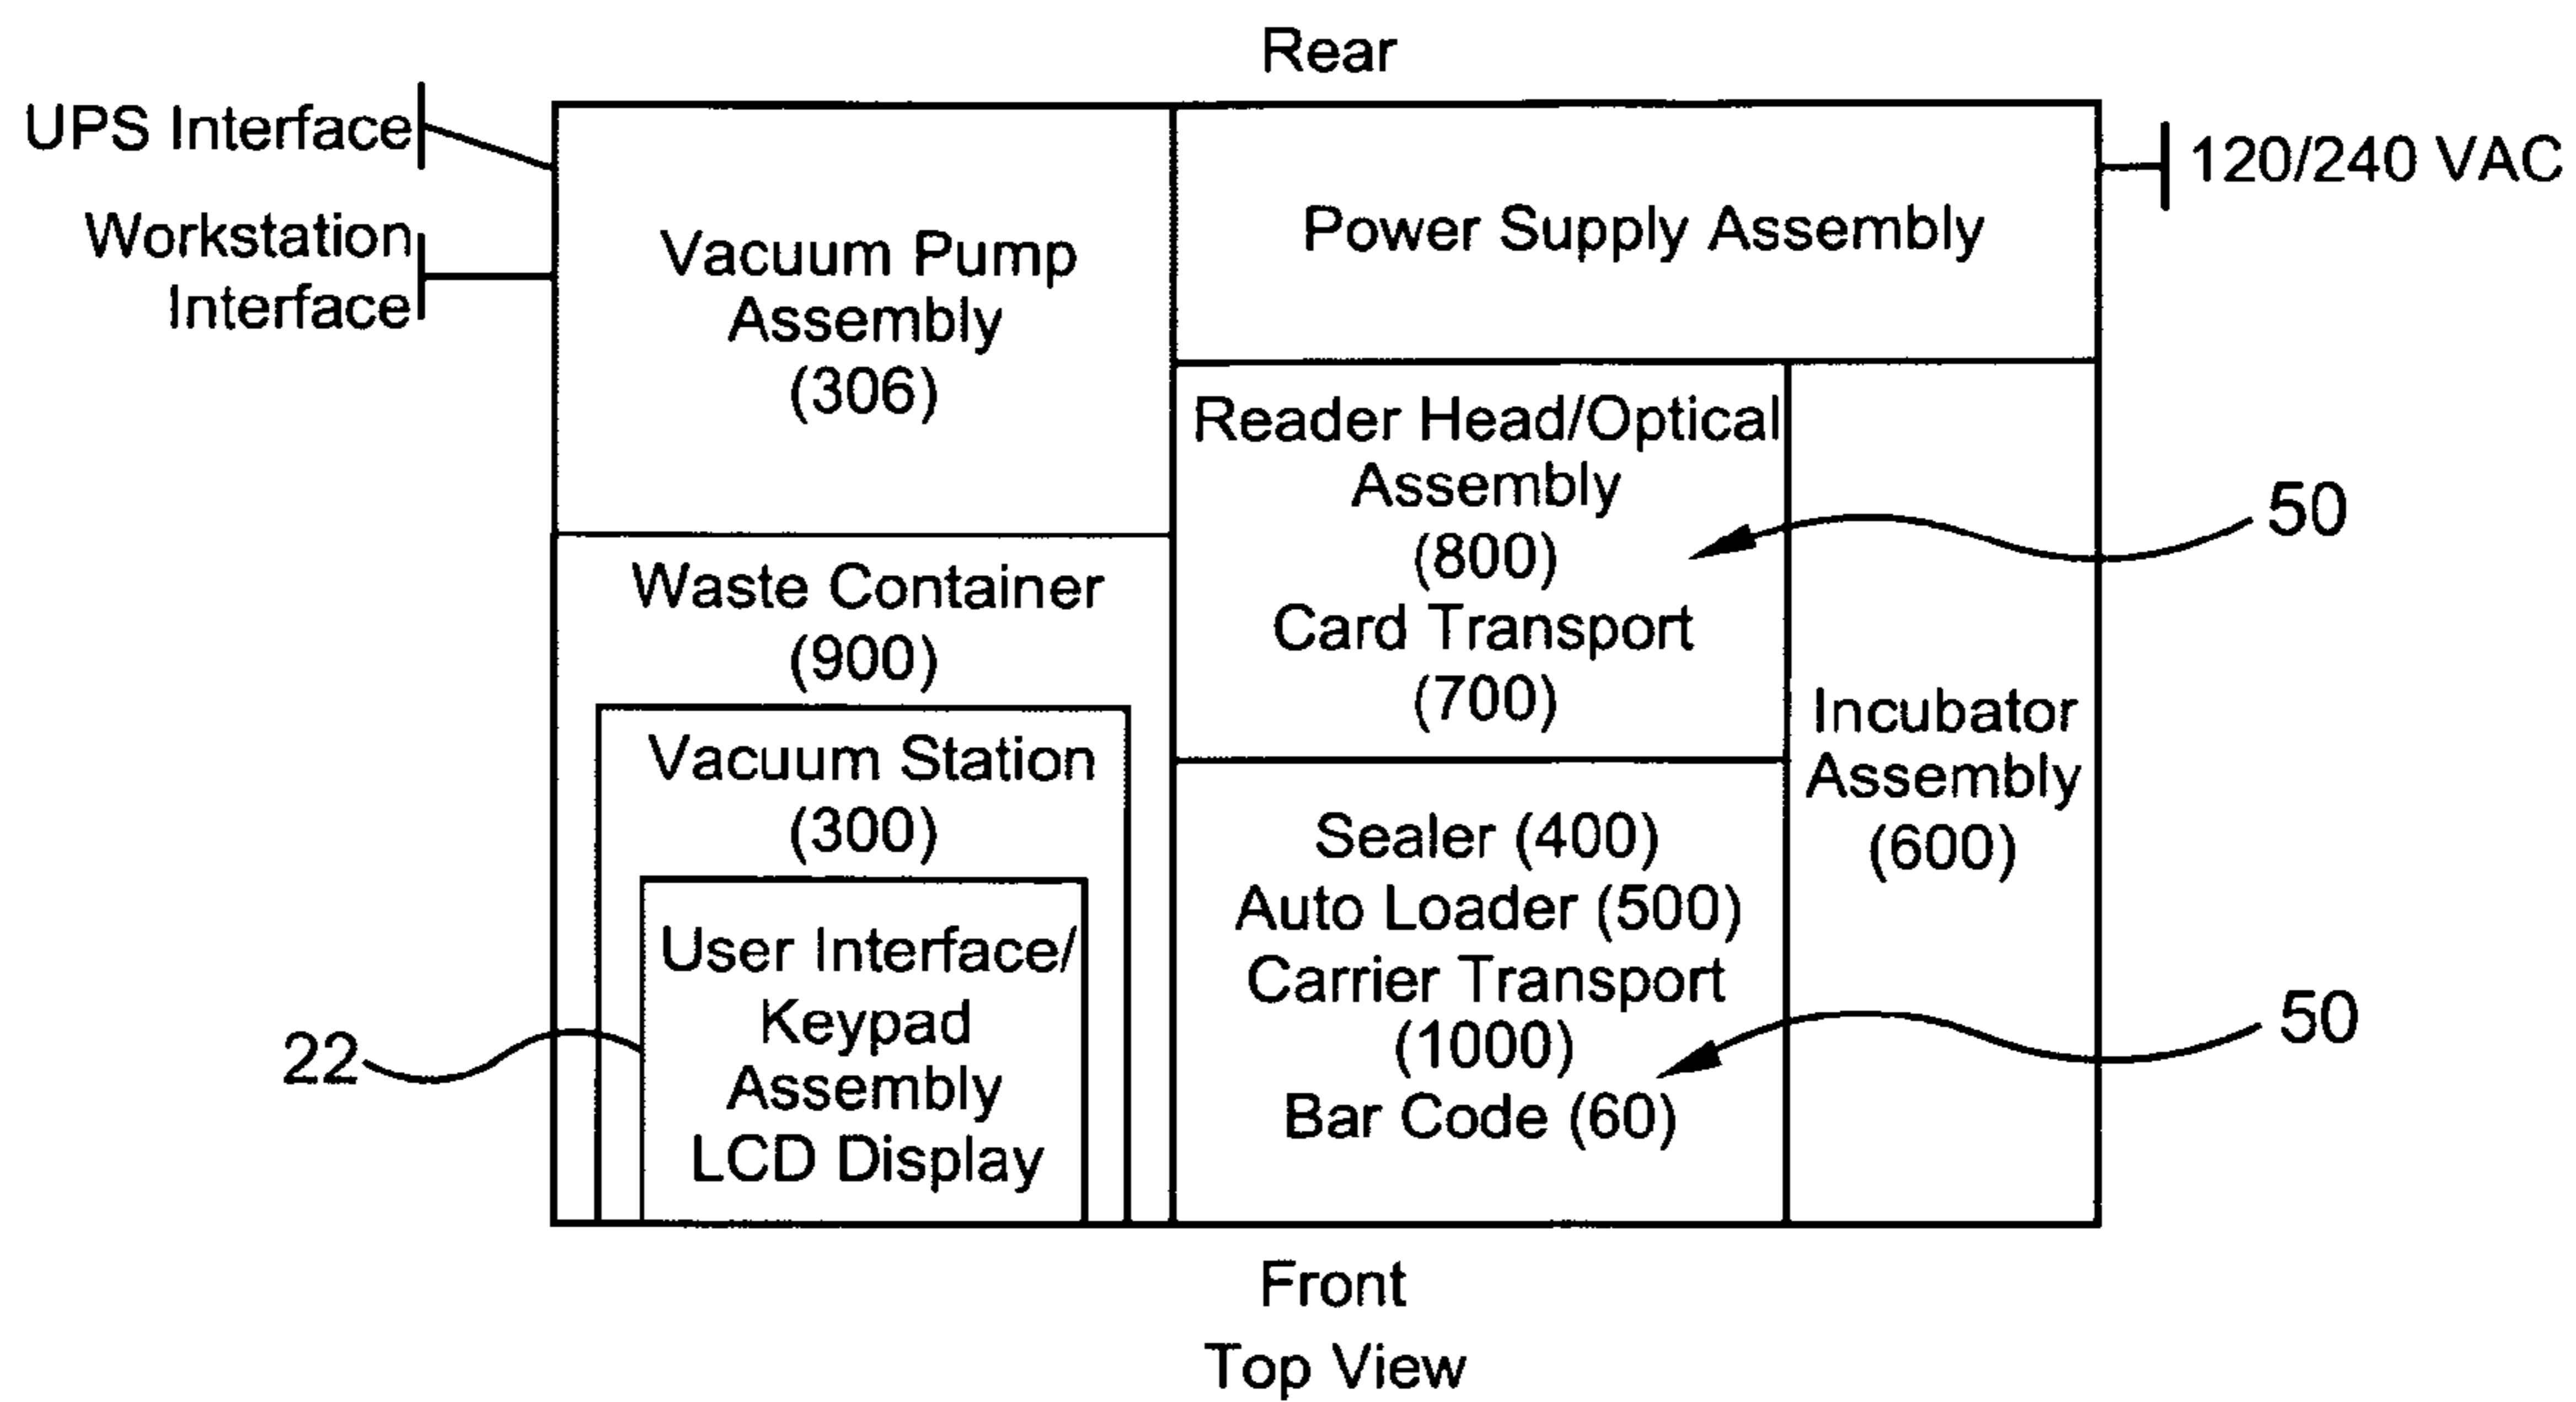 Rear
UPS Interface
Workstation
Interface
120/240 VAC
Vacuum Pump
Assembly
(306)
Power Supply Assembly
Reader Head/Optical
Assembly
(800)
Card Transport
(700)
50
Waste Container
(900)
Vacuum Station
(300)
User Interface/
Keypad
Assembly
LCD Display
22
Incubator
Assembly
(600)
Sealer (400)
Auto Loader (500)
Carrier Transport
(1000)
Bar Code (60)
50
Front
Top View